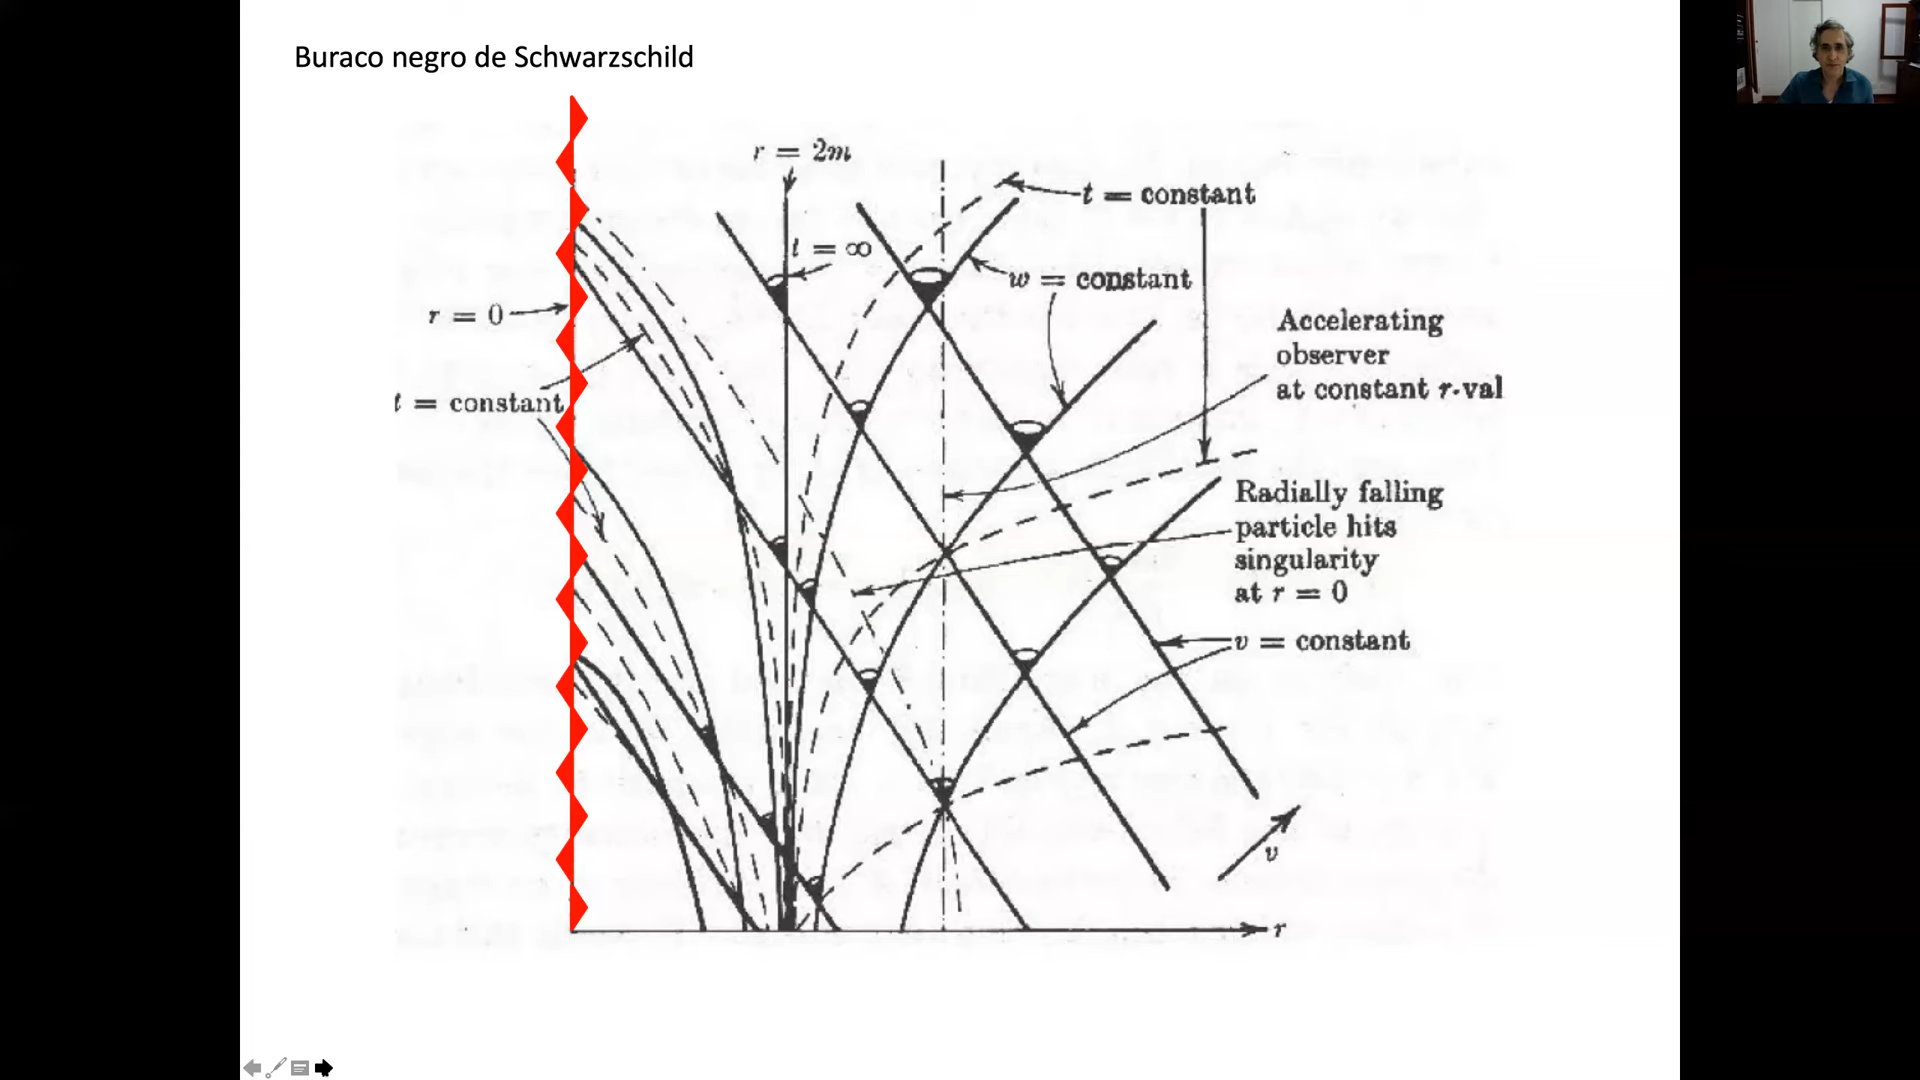 Buraco negro de Schwarzschild
r = 2m
t = constant
t = ∞
w = constant
r = 0
Accelerating
observer
at constant r-val
t = constant
Radially falling
particle hits
singularity
at r = 0
v = constant
v
r